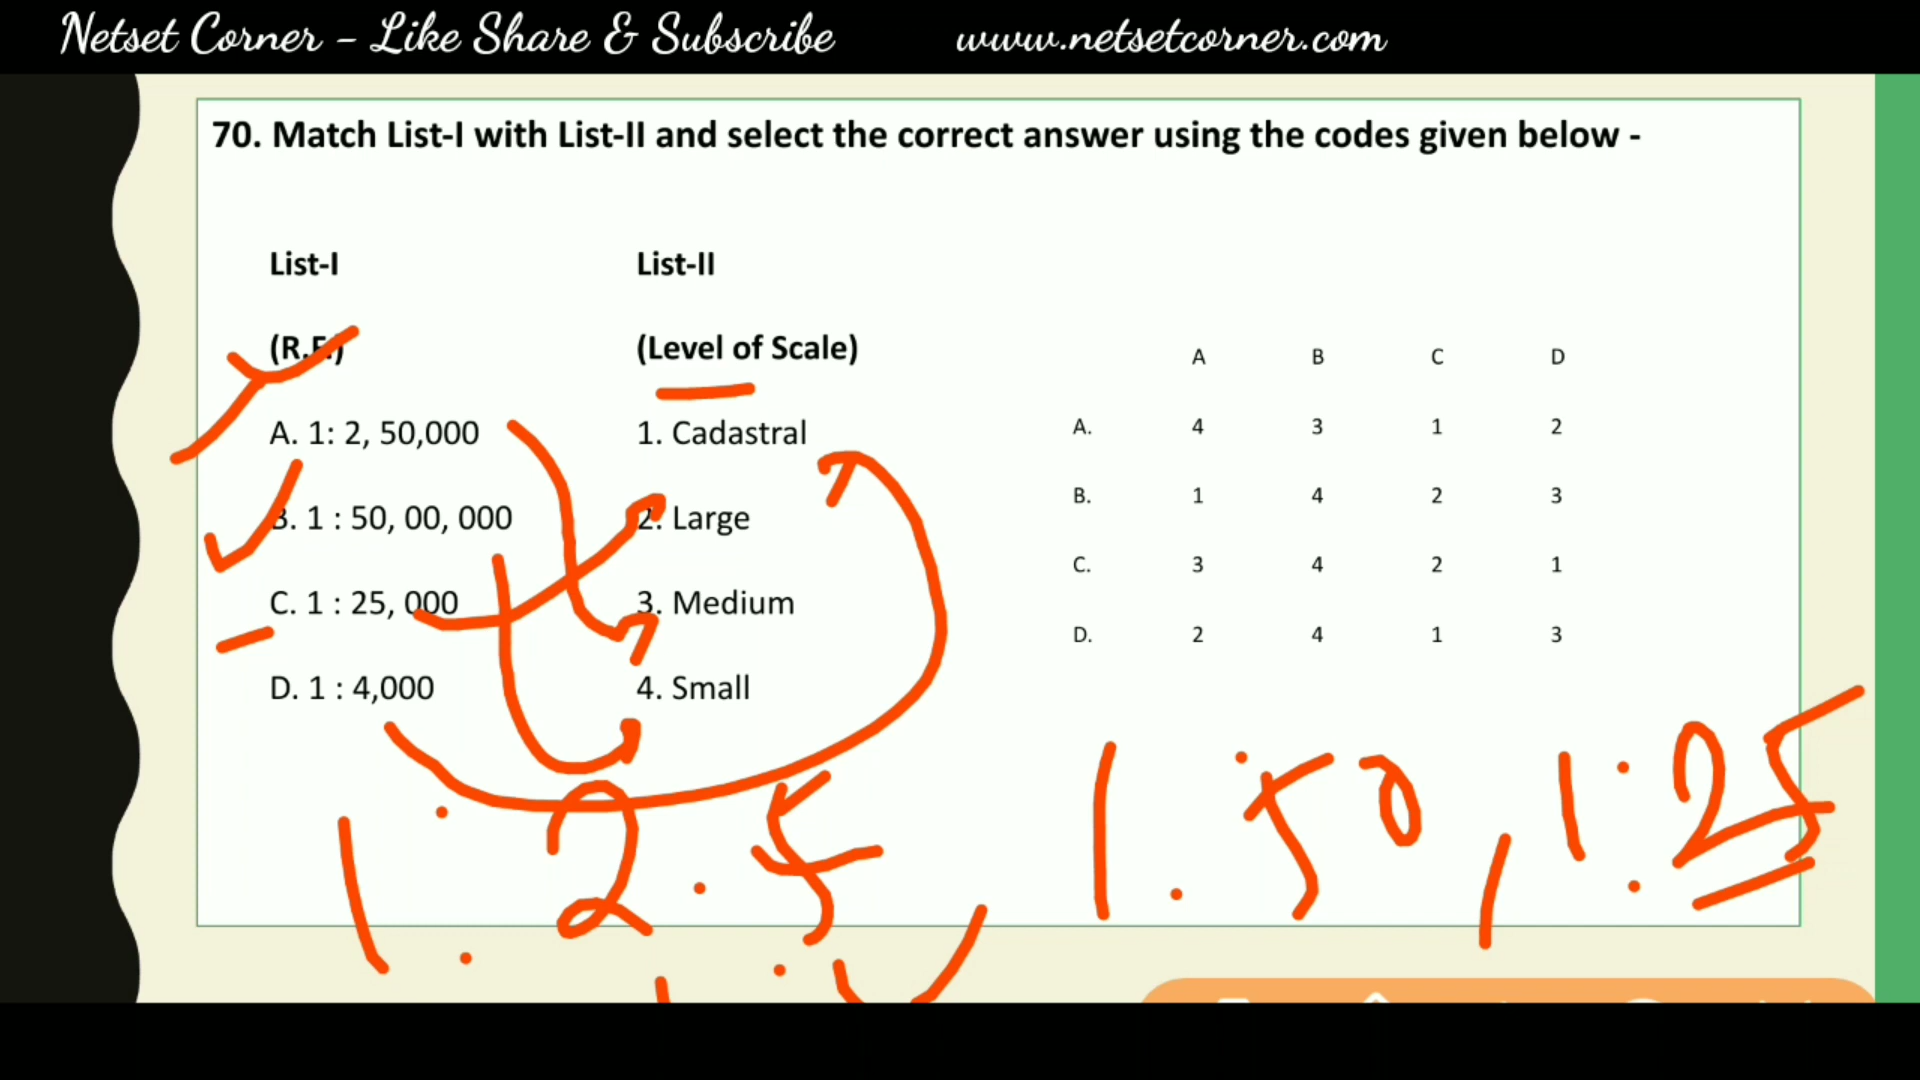 Netset Corner - Like Share & Subscribe www.netsetcorner.com
70. Match List-I with List-II and select the correct answer using the codes given below -
List-I List-II
(R.F.) (Level of Scale)
A B C D
A. 1: 2, 50,000 1. Cadastral
A. 4 3 1 2
B. 1 : 50, 00, 000 2. Large
B. 1 4 2 3
C. 1 : 25, 000 3. Medium
C. 3 4 2 1
D. 1 : 4,000 4. Small
D. 2 4 1 3
1 : 2.5
1 : 50, 1:25